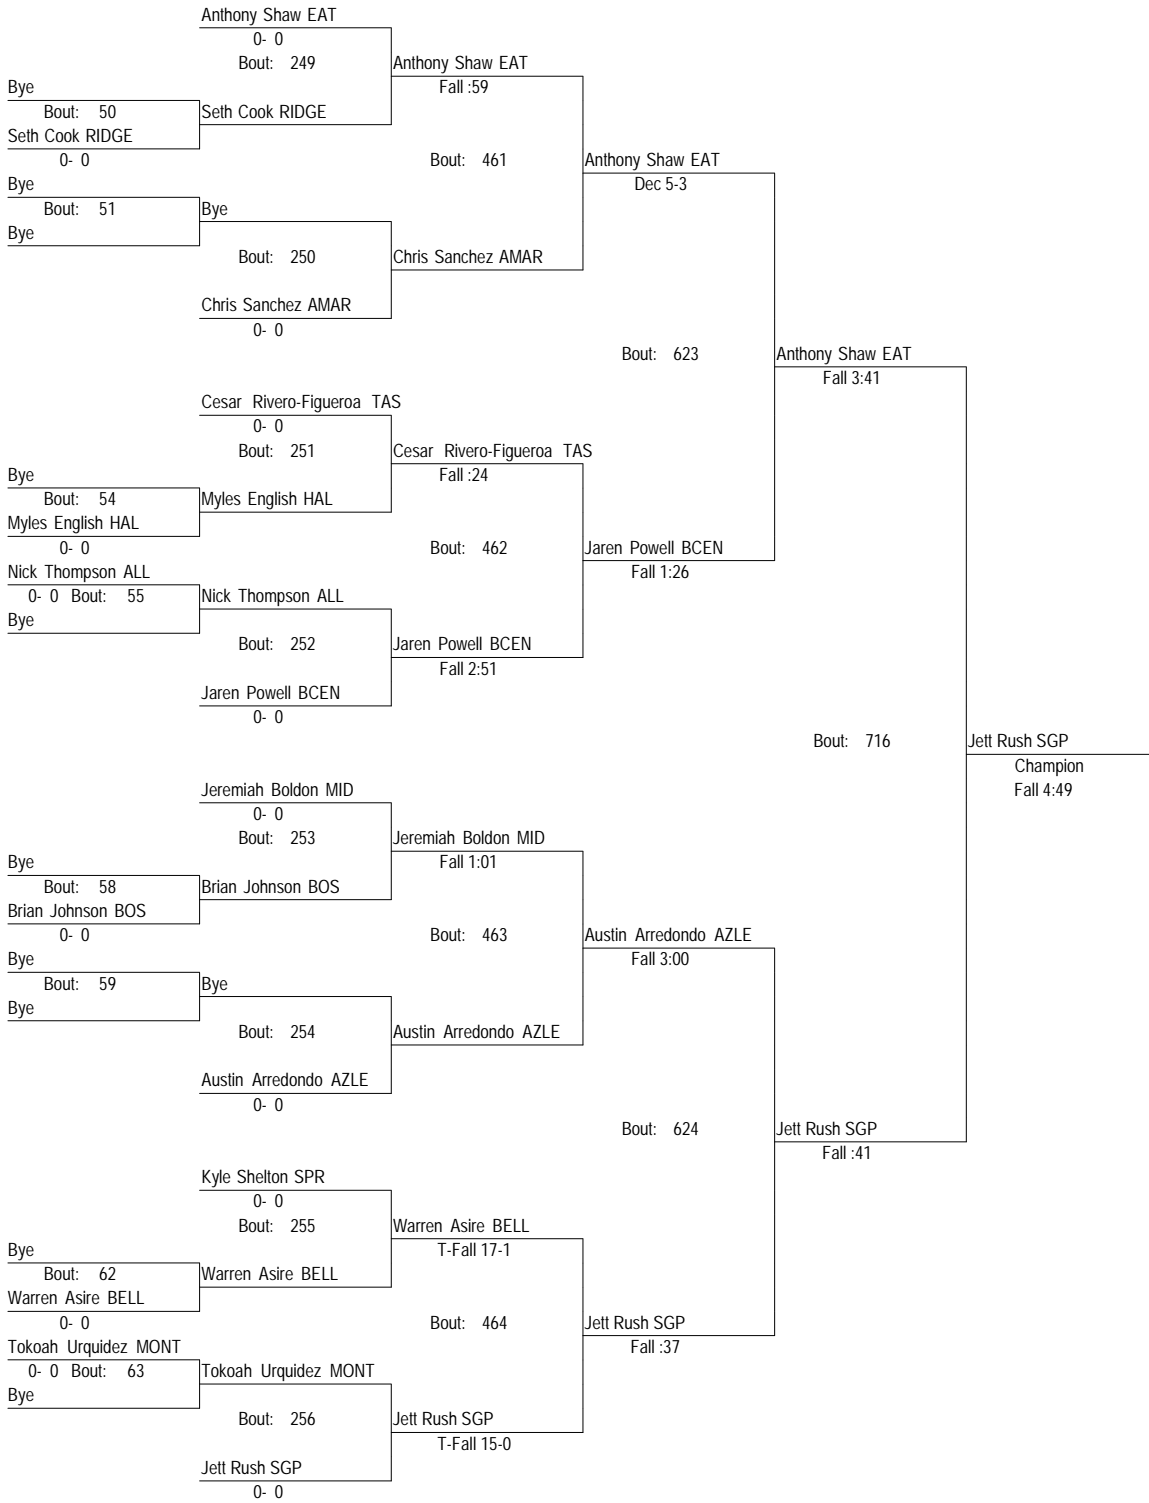 Anthony Shaw EAT
0- 0
Bout: 249
Anthony Shaw EAT
Fall :59
Bye
Bout: 50
Seth Cook RIDGE
Seth Cook RIDGE
0- 0
Bout: 461
Anthony Shaw EAT
Dec 5-3
Bye
Bout: 51
Bye
Bye
Bout: 250
Chris Sanchez AMAR
Chris Sanchez AMAR
0- 0
Bout: 623
Anthony Shaw EAT
Fall 3:41
Cesar Rivero-Figueroa TAS
0- 0
Bout: 251
Cesar Rivero-Figueroa TAS
Fall :24
Bye
Bout: 54
Myles English HAL
Myles English HAL
0- 0
Bout: 462
Jaren Powell BCEN
Fall 1:26
Nick Thompson ALL
0- 0 Bout: 55
Nick Thompson ALL
Bye
Bout: 252
Jaren Powell BCEN
Fall 2:51
Jaren Powell BCEN
0- 0
Bout: 716
Jett Rush SGP
Champion
Fall 4:49
Jeremiah Boldon MID
0- 0
Bout: 253
Jeremiah Boldon MID
Fall 1:01
Bye
Bout: 58
Brian Johnson BOS
Brian Johnson BOS
0- 0
Bout: 463
Austin Arredondo AZLE
Fall 3:00
Bye
Bout: 59
Bye
Bye
Bout: 254
Austin Arredondo AZLE
Austin Arredondo AZLE
0- 0
Bout: 624
Jett Rush SGP
Fall :41
Kyle Shelton SPR
0- 0
Bout: 255
Warren Asire BELL
T-Fall 17-1
Bye
Bout: 62
Warren Asire BELL
Warren Asire BELL
0- 0
Bout: 464
Jett Rush SGP
Fall :37
Tokoah Urquidez MONT
0- 0 Bout: 63
Tokoah Urquidez MONT
Bye
Bout: 256
Jett Rush SGP
T-Fall 15-0
Jett Rush SGP
0- 0